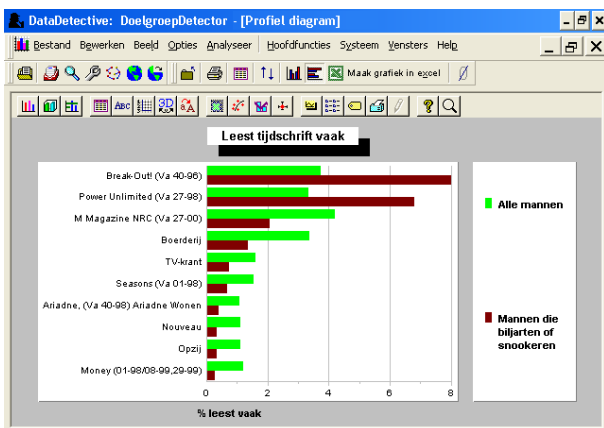 DataDetective: DoelgroepDetector - [Profiel diagram]
Bestand Bewerken Beeld Opties Analyseer Hoofdfuncties Systeem Vensters Help
Maak grafiek in excel
ABC 3D
Leest tijdschrift vaak
Break-Out! (Va 40-96)
Power Unlimited (Va 27-98)
M Magazine NRC (Va 27-00)
Boerderij
TV-krant
Seasons (Va 01-98)
Ariadne, (Va 40-98) Ariadne Wonen
Nouveau
Opzij
Money (01-98/08-99,29-99)
0 2 4 6 8
% leest vaak
Alle mannen
Mannen die
biljarten of
snookeren